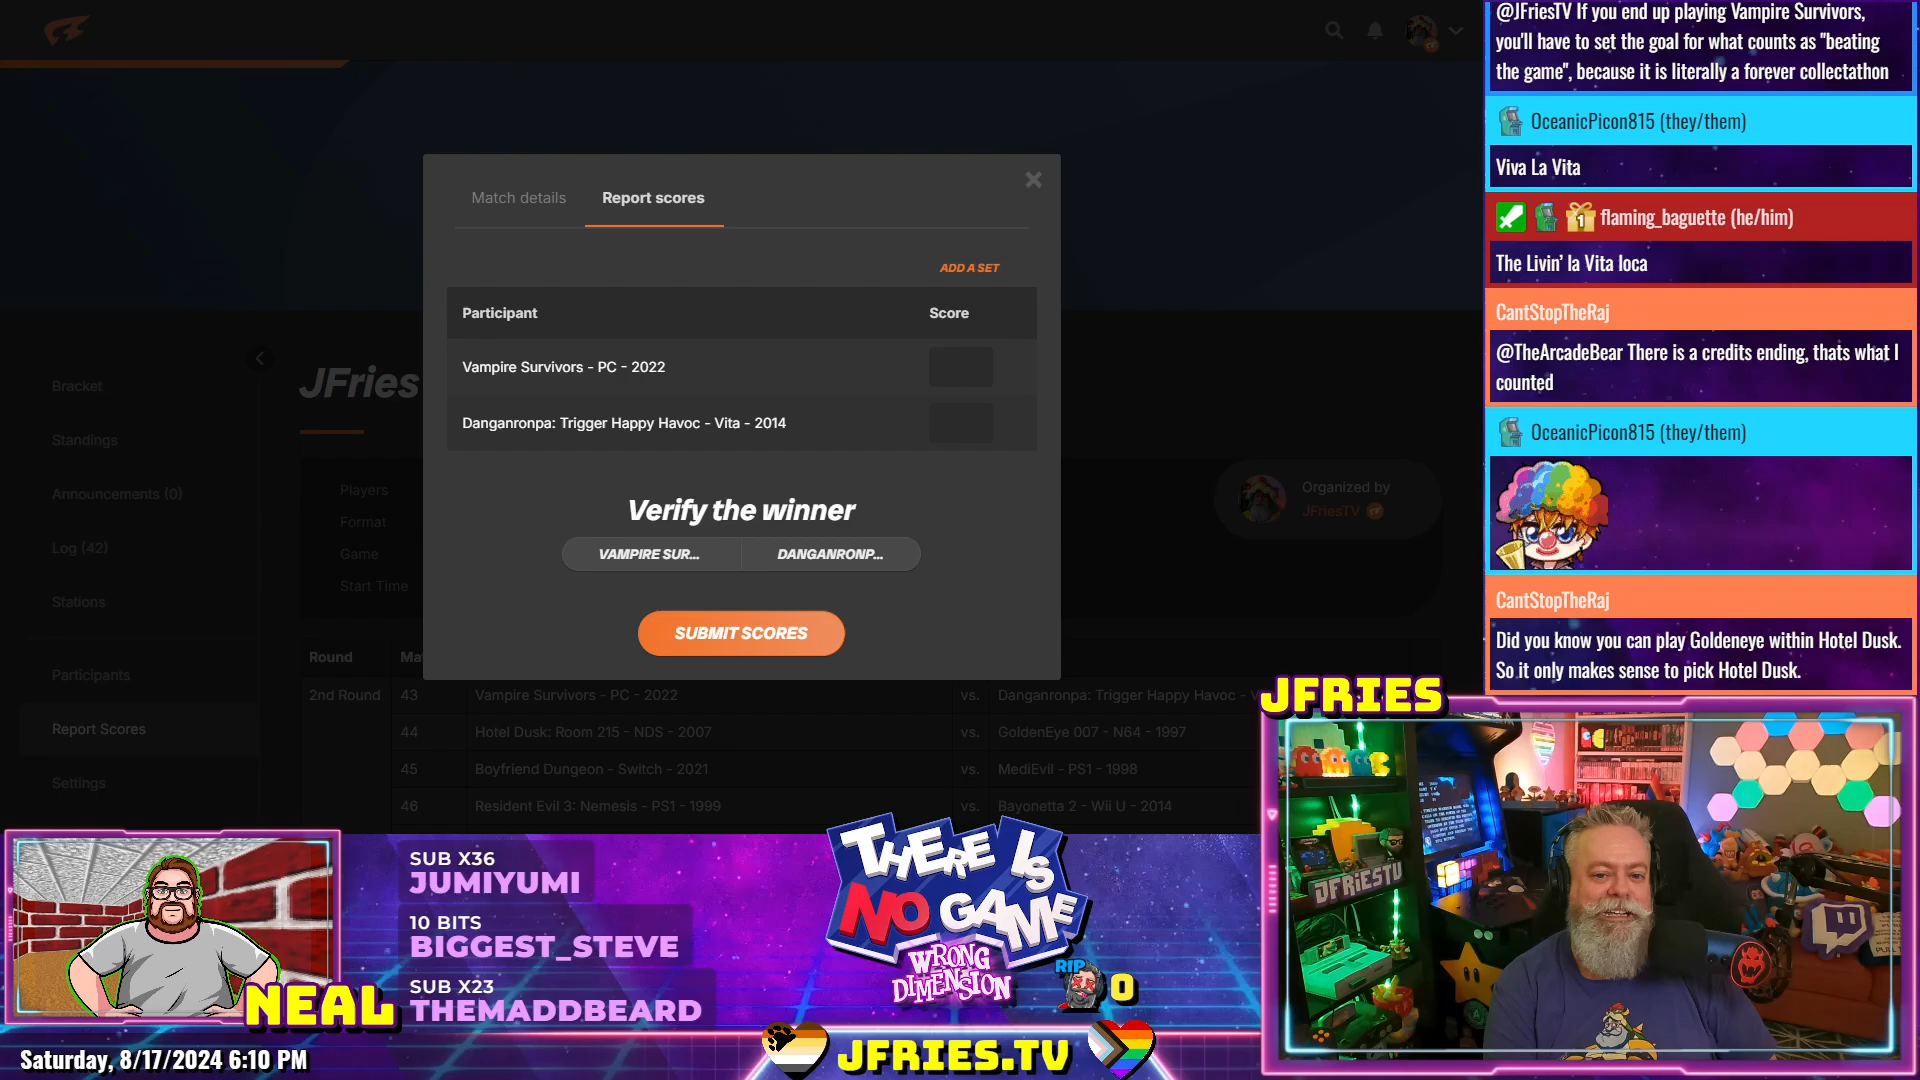 @JFriesTV If you end up playing Vampire Survivors,
you'll have to set the goal for what counts as "beating
the game", because it is literally a forever collectathon
OceanicPicon815 (they/them)
Viva La Vita
1 flaming_baguette (he/him)
The Livin' la Vita loca
CantStopTheRaj
@TheArcadeBear There is a credits ending, thats what I
counted
OceanicPicon815 (they/them)
CantStopTheRaj
Did you know you can play Goldeneye within Hotel Dusk.
So it only makes sense to pick Hotel Dusk.
Match details
Report scores
ADD A SET
Participant Score
Vampire Survivors - PC - 2022
Danganronpa: Trigger Happy Havoc - Vita - 2014
Verify the winner
VAMPIRE SUR...
DANGANRONP...
SUBMIT SCORES
Bracket
Standings
Announcements (0)
Log (42)
Stations
Participants
Report Scores
Settings
JFries
Players
Format
Game
Start Time
Organized by
JFriesTV
Round
2nd Round 43 Vampire Survivors - PC - 2022 vs. Danganronpa: Trigger Happy Havoc - V
44 Hotel Dusk: Room 215 - NDS - 2007 vs. GoldenEye 007 - N64 - 1997
45 Boyfriend Dungeon - Switch - 2021 vs. MediEvil - PS1 - 1998
46 Resident Evil 3: Nemesis - PS1 - 1999 vs. Bayonetta 2 - Wii U - 2014
JFRIES
JFRIESTV
NEAL
SUB X36
JUMIYUMI
10 BITS
BIGGEST_STEVE
SUB X23
THEMADDBEARD
THERE IS
NO GAME
WRONG
DIMENSION
RIP
0
JFRIES.TV
Saturday, 8/17/2024 6:10 PM